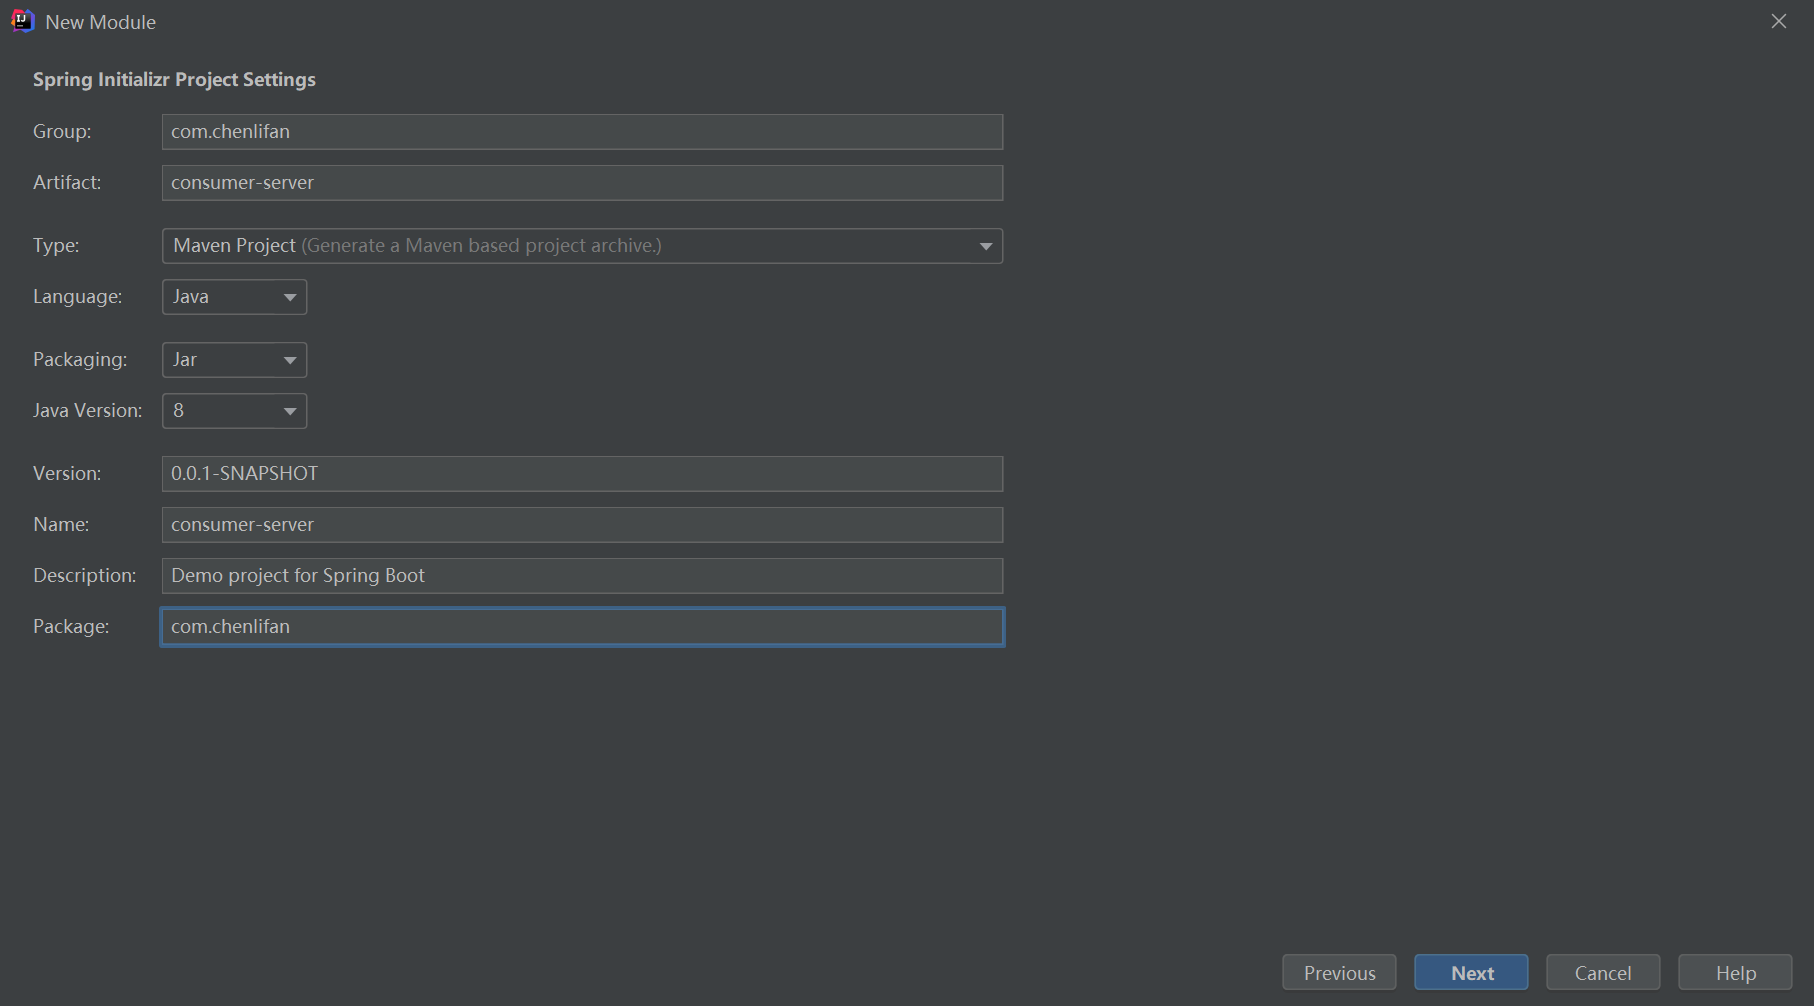 New Module
Spring Initializr Project Settings
Group: com.chenlifan
Artifact: consumer-server
Type: Maven Project (Generate a Maven based project archive.)
Language: Java
Packaging: Jar
Java Version: 8
Version: 0.0.1-SNAPSHOT
Name: consumer-server
Description: Demo project for Spring Boot
Package: com.chenlifan
Previous Next Cancel Help